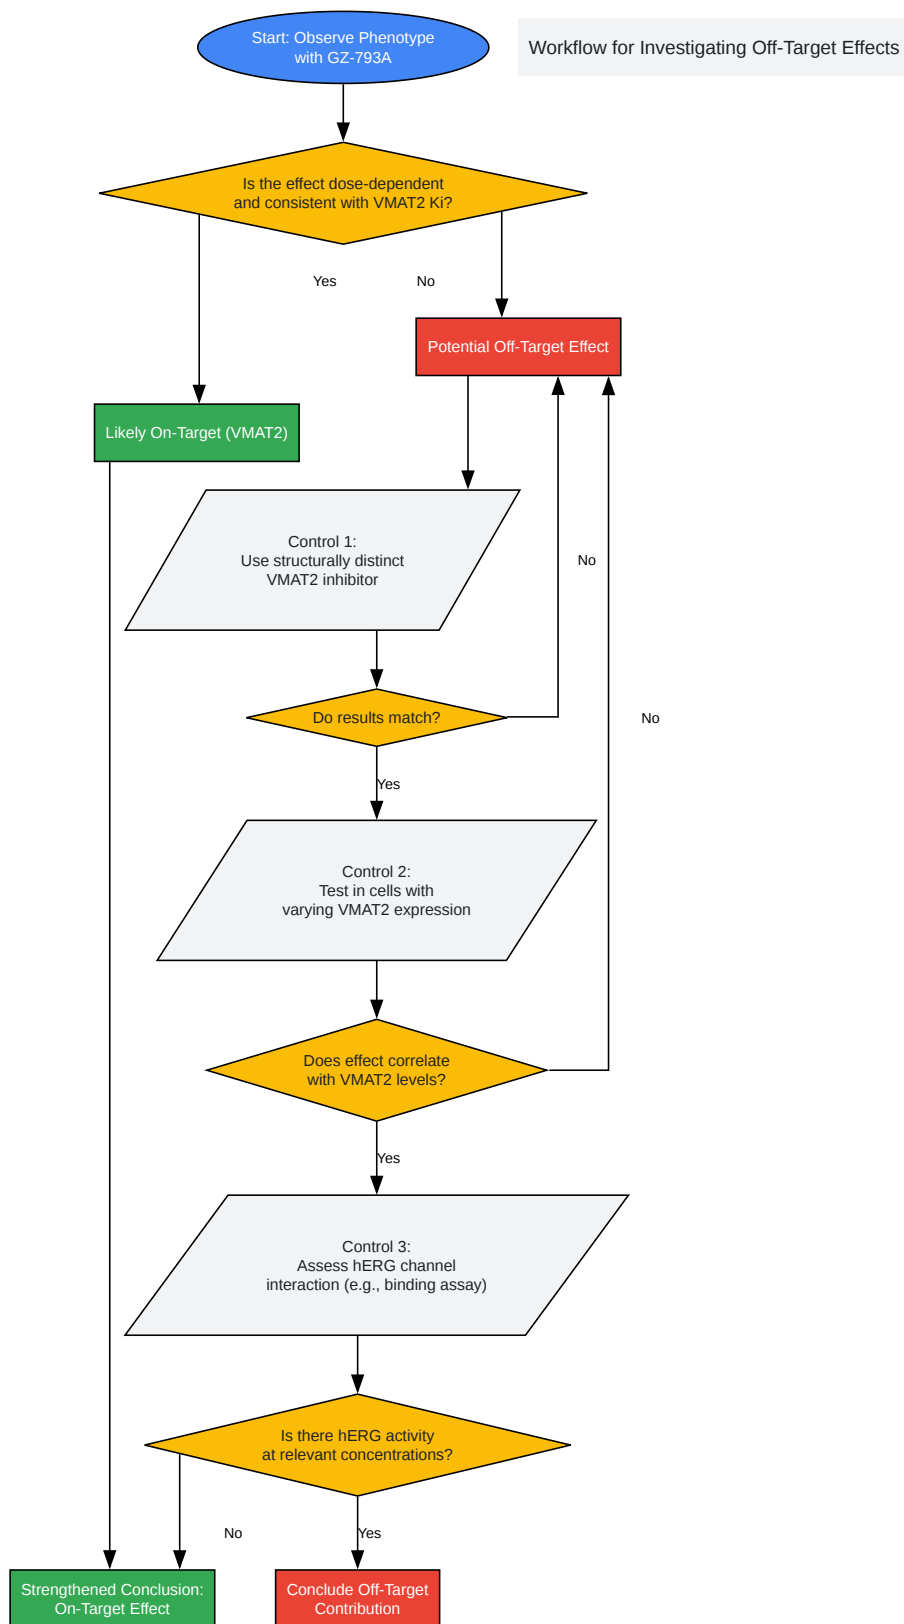 Start: Observe Phenotype
with GZ-793A
Workflow for Investigating Off-Target Effects
Is the effect dose-dependent
and consistent with VMAT2 Ki?
Yes
No
Potential Off-Target Effect
Likely On-Target (VMAT2)
Control 1:
Use structurally distinct
VMAT2 inhibitor
No
Do results match?
No
Yes
Control 2:
Test in cells with
varying VMAT2 expression
Does effect correlate
with VMAT2 levels?
Yes
Control 3:
Assess hERG channel
interaction (e.g., binding assay)
Is there hERG activity
at relevant concentrations?
No
Yes
Strengthened Conclusion:
On-Target Effect
Conclude Off-Target
Contribution